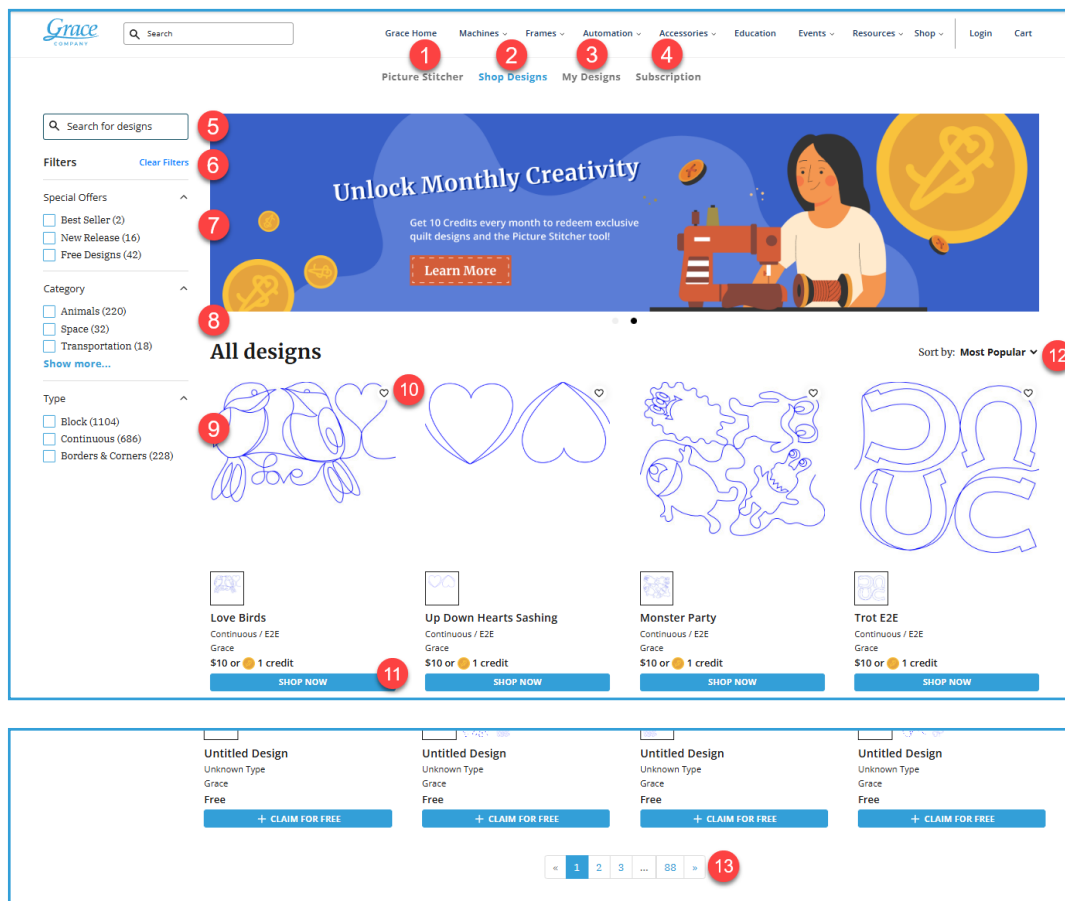 Grace
COMPANY
Search
Grace Home Machines Frames Automation Accessories Education Events Resources Shop Login Cart
1 2 3 4
Picture Stitcher Shop Designs My Designs Subscription
Search for designs
5
Filters Clear Filters
6
Special Offers
Best Seller (2)
New Release (16)
Free Designs (42)
7
Category
Animals (220)
Space (32)
Transportation (18)
Show more...
8
Type
Block (1104)
Continuous (686)
Borders & Corners (228)
9
Unlock Monthly Creativity
Get 10 Credits every month to redeem exclusive
quilt designs and the Picture Stitcher tool!
Learn More
All designs
Sort by: Most Popular
12
10
Love
Love Birds
Continuous / E2E
Grace
$10 or 1 credit
SHOP NOW
11
Up Down Hearts Sashing
Continuous / E2E
Grace
$10 or 1 credit
SHOP NOW
Monster Party
Continuous / E2E
Grace
$10 or 1 credit
SHOP NOW
Trot E2E
Continuous / E2E
Grace
$10 or 1 credit
SHOP NOW
Untitled Design
Unknown Type
Grace
Free
+ CLAIM FOR FREE
Untitled Design
Unknown Type
Grace
Free
+ CLAIM FOR FREE
Untitled Design
Unknown Type
Grace
Free
+ CLAIM FOR FREE
Untitled Design
Unknown Type
Grace
Free
+ CLAIM FOR FREE
« 1 2 3 ... 88 »
13